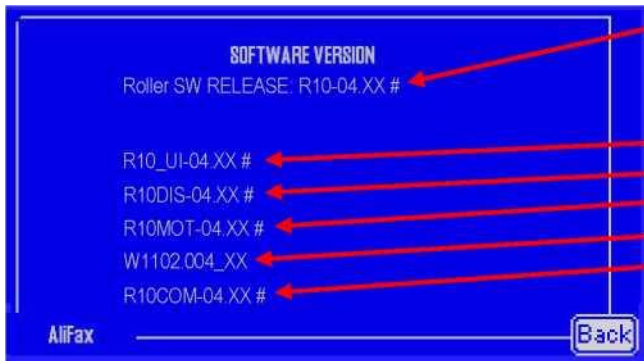 SOFTWARE VERSION
Roller SW RELEASE: R10-04.XX #
R10_UI-04.XX #
R10DIS-04.XX #
R10MOT-04.XX #
W1102.004_XX
R10COM-04.XX #
AliFax
Back